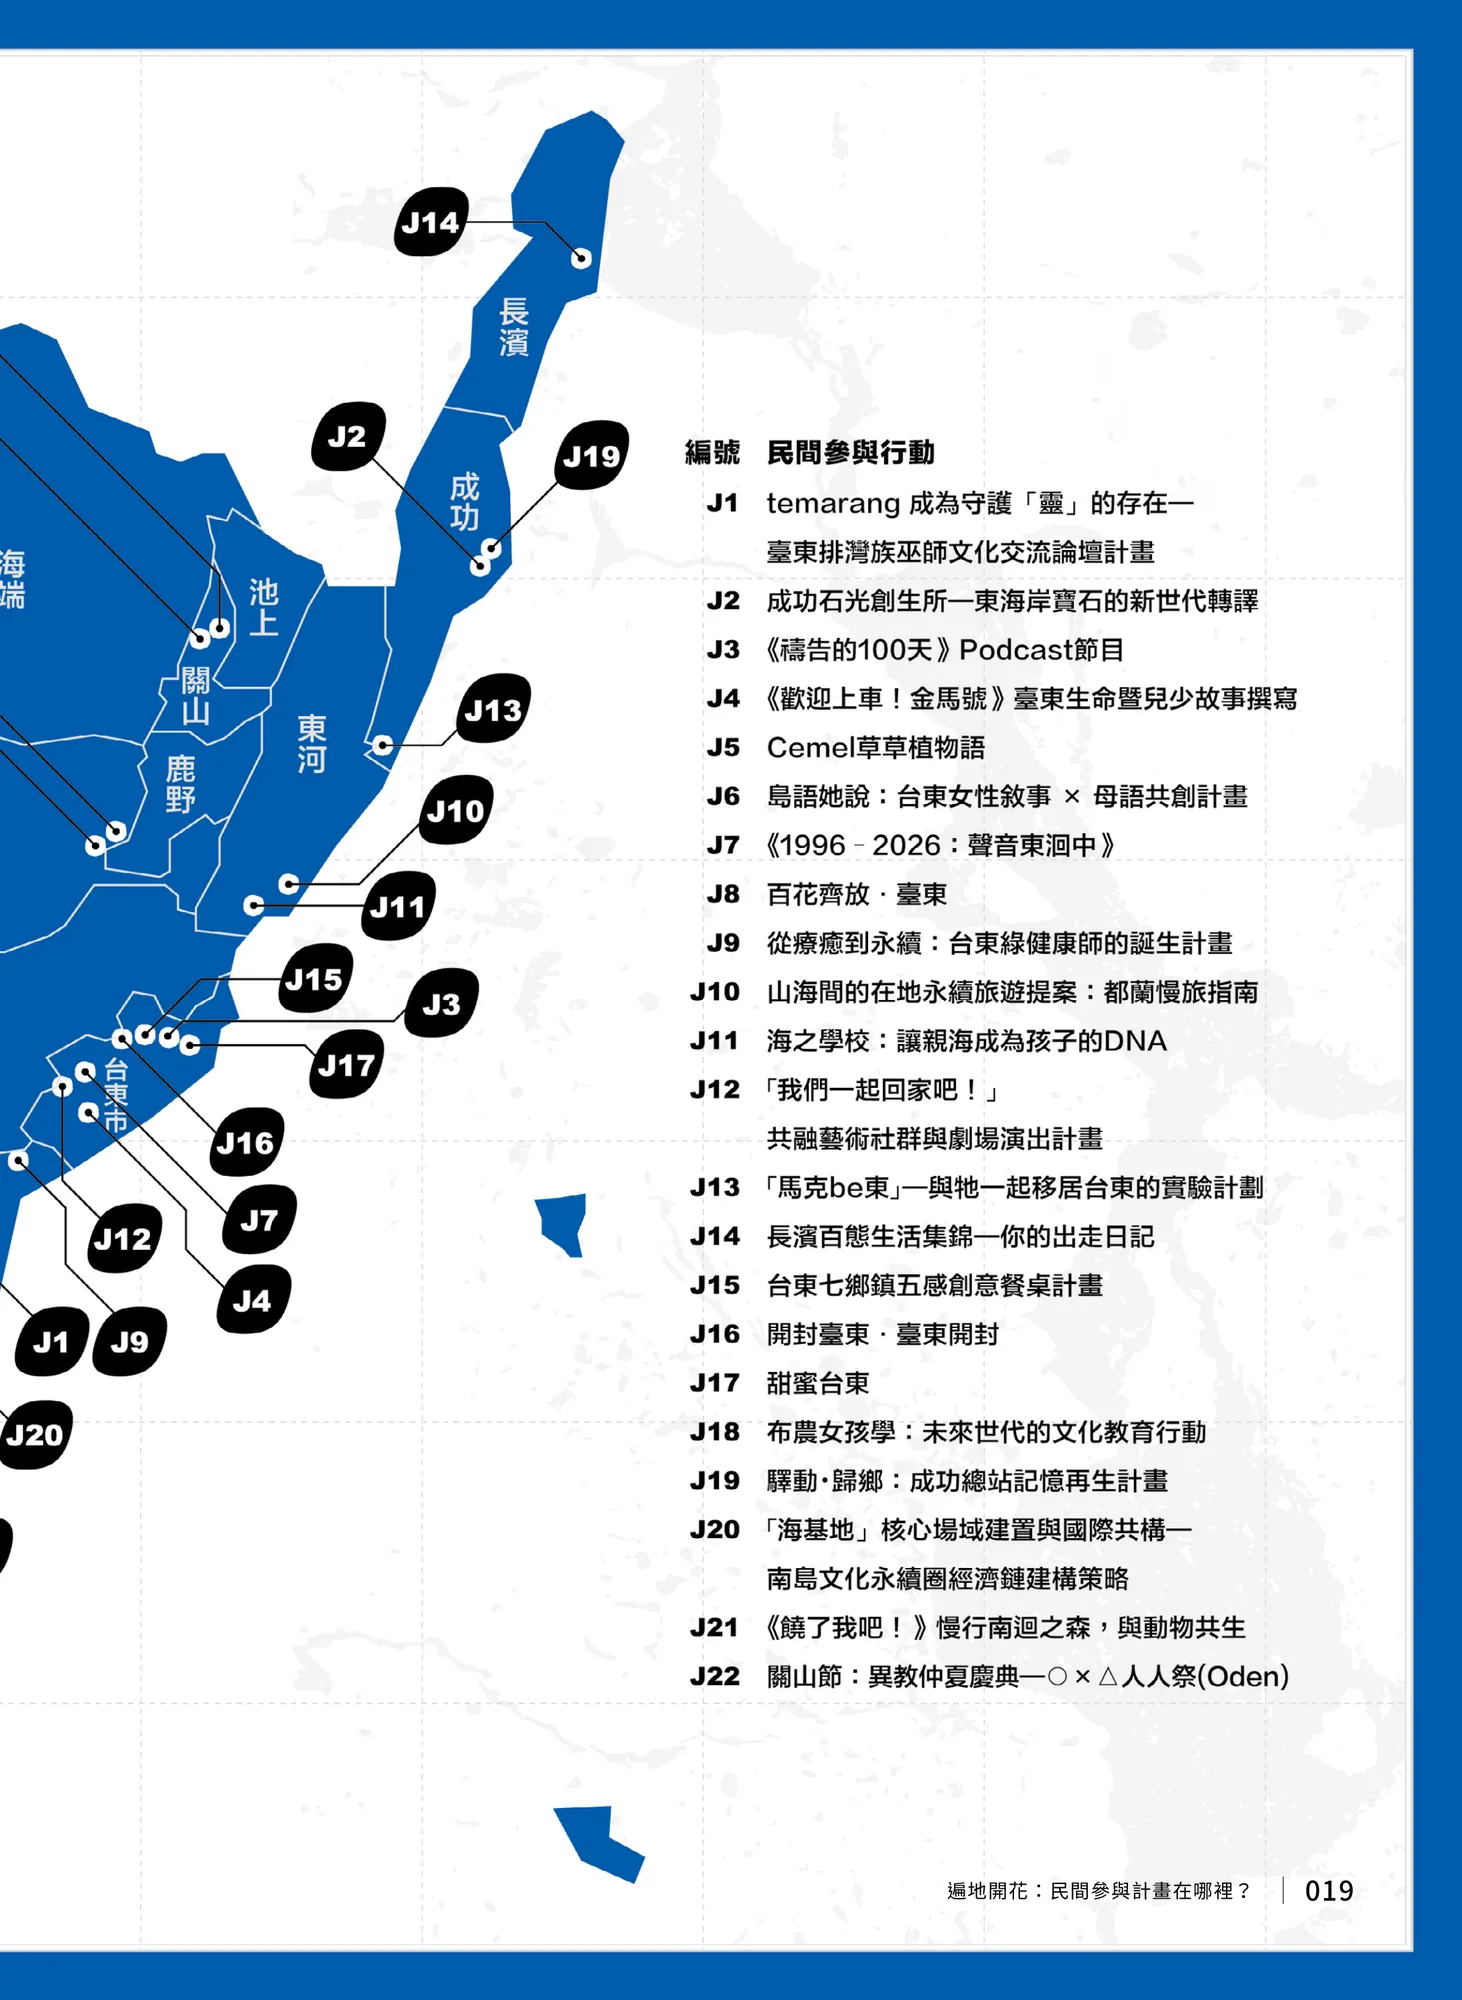 J14
長濱
J2
J19
成功
海端
池上
關山
J13
東河
鹿野
J10
J11
J15
J3
J17
台東市
J16
J7
J12
J4
J1
J9
J20
編號 民間參與行動
J1 temarang 成為守護「靈」的存在—
臺東排灣族巫師文化交流論壇計畫
J2 成功石光創生所—東海岸寶石的新世代轉譯
J3 《禱告的100天》Podcast節目
J4 《歡迎上車！金馬號》臺東生命暨兒少故事撰寫
J5 Cemel草草植物語
J6 島語她說：台東女性敘事 × 母語共創計畫
J7 《1996–2026：聲音東洄中》
J8 百花齊放·臺東
J9 從療癒到永續：台東綠健康師的誕生計畫
J10 山海間的在地永續旅遊提案：都蘭慢旅指南
J11 海之學校：讓親海成為孩子的DNA
J12 「我們一起回家吧！」
共融藝術社群與劇場演出計畫
J13 「馬克be東」—與牠一起移居台東的實驗計劃
J14 長濱百態生活集錦—你的出走日記
J15 台東七鄉鎮五感創意餐桌計畫
J16 開封臺東·臺東開封
J17 甜蜜台東
J18 布農女孩學：未來世代的文化教育行動
J19 驛動·歸鄉：成功總站記憶再生計畫
J20 「海基地」核心場域建置與國際共構—
南島文化永續圈經濟鏈建構策略
J21 《饒了我吧！》慢行南迴之森，與動物共生
J22 關山節：異教仲夏慶典—○×△人人祭(Oden)
遍地開花：民間參與計畫在哪裡？ 019